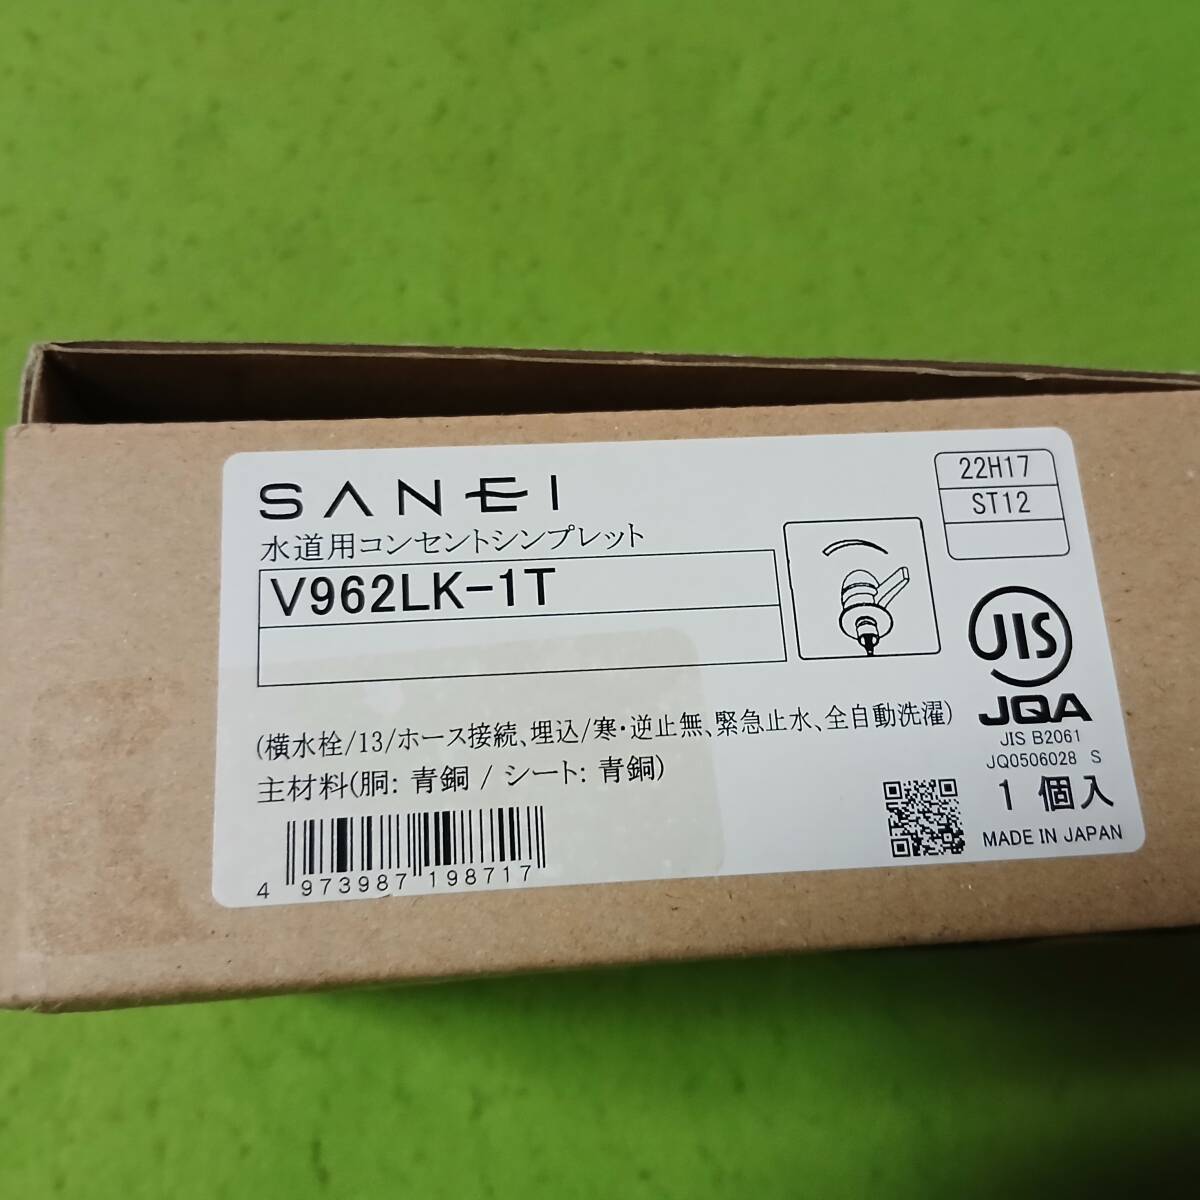 SANEI
水道用コンセントシンプレット
V962LK-1T
22H17
ST12
(横水栓/13/ホース接続、埋込/寒・逆止無、緊急止水、全自動洗濯)
主材料(胴: 青銅 / シート: 青銅)
4 973987 198717
JIS
JQA
JIS B2061
JQ0506028 S
1 個入
MADE IN JAPAN